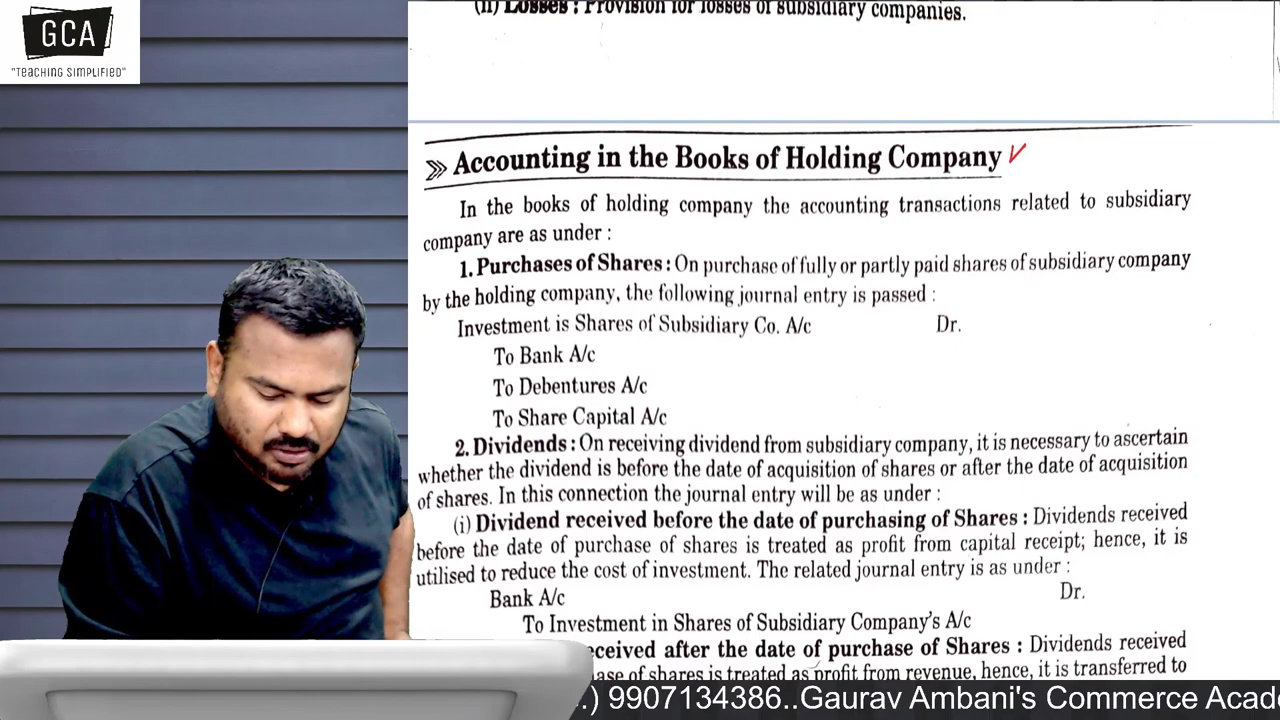 GCA
"Teaching Simplified"
(ii) Losses : Provision for losses of subsidiary companies.
Accounting in the Books of Holding Company
In the books of holding company the accounting transactions related to subsidiary
company are as under :
1. Purchases of Shares : On purchase of fully or partly paid shares of subsidiary company
by the holding company, the following journal entry is passed :
Investment is Shares of Subsidiary Co. A/c Dr.
To Bank A/c
To Debentures A/c
To Share Capital A/c
2. Dividends : On receiving dividend from subsidiary company, it is necessary to ascertain
whether the dividend is before the date of acquisition of shares or after the date of acquisition
of shares. In this connection the journal entry will be as under :
(i) Dividend received before the date of purchasing of Shares : Dividends received
before the date of purchase of shares is treated as profit from capital receipt; hence, it is
utilised to reduce the cost of investment. The related journal entry is as under :
Bank A/c Dr.
To Investment in Shares of Subsidiary Company's A/c
eceived after the date of purchase of Shares : Dividends received
ase of shares is treated as profit from revenue, hence, it is transferred to
.) 9907134386..Gaurav Ambani's Commerce Acad